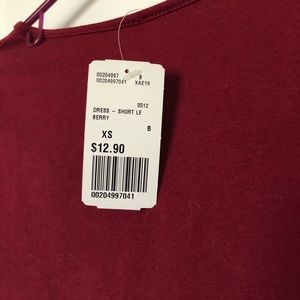 00204997 B
00204997041 XAE19
0512
DRESS - SHORT LE
BERRY
B
XS
$12.90
00204997041